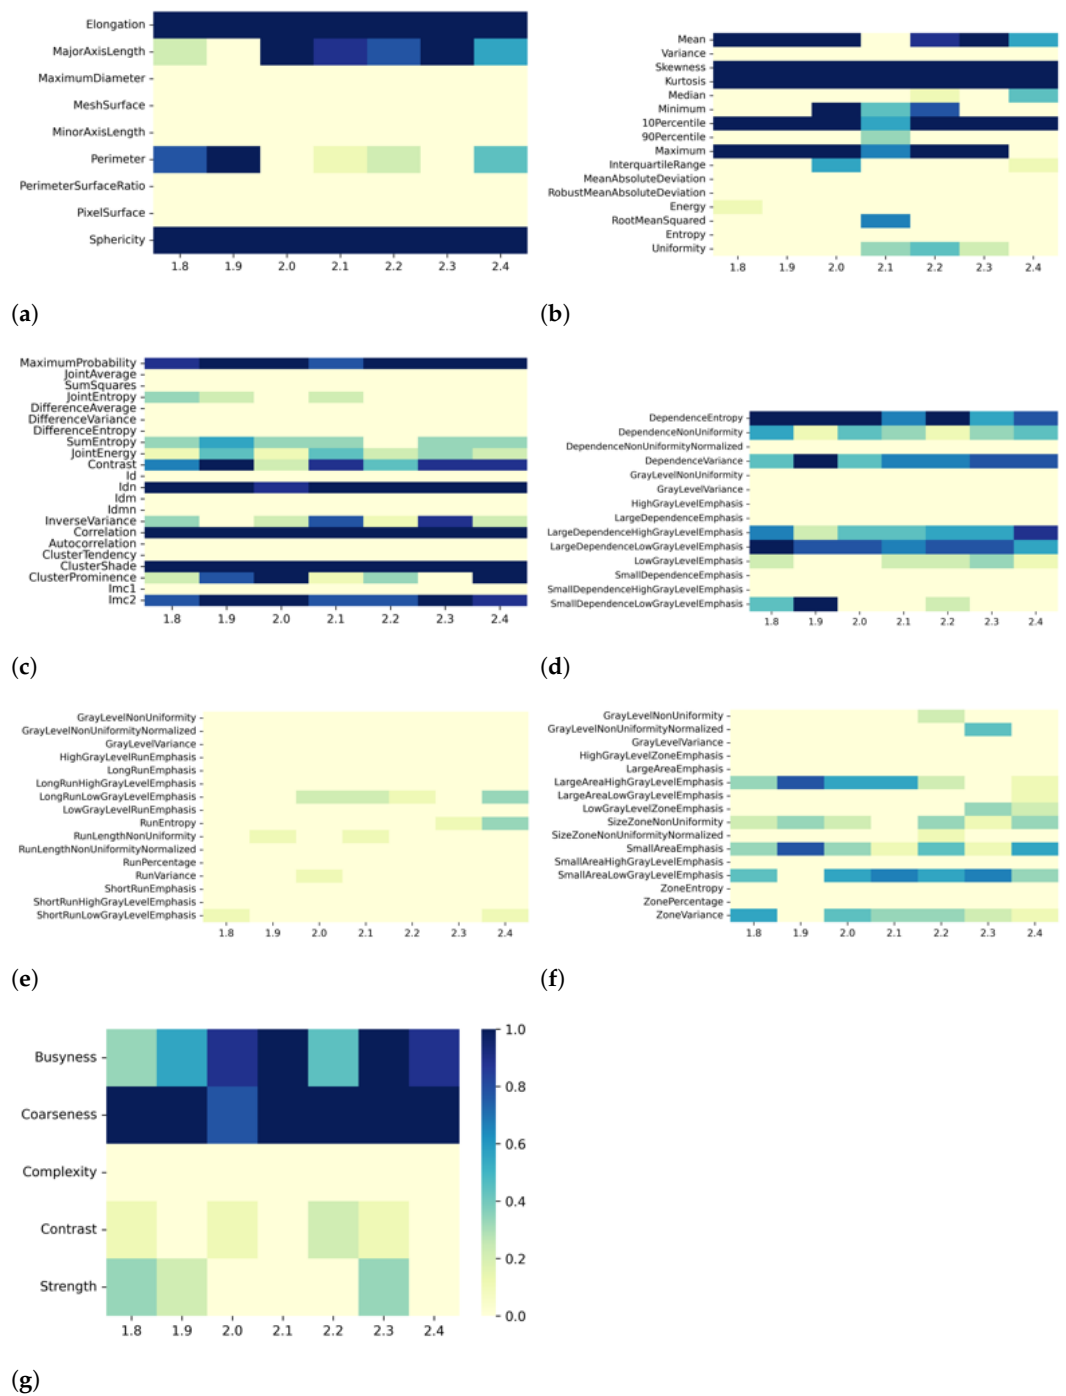 Elongation
MajorAxisLength
MaximumDiameter
MeshSurface
MinorAxisLength
Perimeter
PerimeterSurfaceRatio
PixelSurface
Sphericity
1.8 1.9 2.0 2.1 2.2 2.3 2.4
(a)
Mean
Variance
Skewness
Kurtosis
Median
Minimum
10Percentile
90Percentile
Maximum
InterquartileRange
MeanAbsoluteDeviation
RobustMeanAbsoluteDeviation
Energy
RootMeanSquared
Entropy
Uniformity
1.8 1.9 2.0 2.1 2.2 2.3 2.4
(b)
MaximumProbability
JointAverage
SumSquares
JointEntropy
DifferenceAverage
DifferenceVariance
DifferenceEntropy
SumEntropy
JointEnergy
Contrast
Id
Idn
Idm
Idmn
InverseVariance
Correlation
Autocorrelation
ClusterTendency
ClusterShade
ClusterProminence
Imc1
Imc2
1.8 1.9 2.0 2.1 2.2 2.3 2.4
(c)
DependenceEntropy
DependenceNonUniformity
DependenceNonUniformityNormalized
DependenceVariance
GrayLevelNonUniformity
GrayLevelVariance
HighGrayLevelEmphasis
LargeDependenceEmphasis
LargeDependenceHighGrayLevelEmphasis
LargeDependenceLowGrayLevelEmphasis
LowGrayLevelEmphasis
SmallDependenceEmphasis
SmallDependenceHighGrayLevelEmphasis
SmallDependenceLowGrayLevelEmphasis
1.8 1.9 2.0 2.1 2.2 2.3 2.4
(d)
GrayLevelNonUniformity
GrayLevelNonUniformityNormalized
GrayLevelVariance
HighGrayLevelRunEmphasis
LongRunEmphasis
LongRunHighGrayLevelEmphasis
LongRunLowGrayLevelEmphasis
LowGrayLevelRunEmphasis
RunEntropy
RunLengthNonUniformity
RunLengthNonUniformityNormalized
RunPercentage
RunVariance
ShortRunEmphasis
ShortRunHighGrayLevelEmphasis
ShortRunLowGrayLevelEmphasis
1.8 1.9 2.0 2.1 2.2 2.3 2.4
(e)
GrayLevelNonUniformity
GrayLevelNonUniformityNormalized
GrayLevelVariance
HighGrayLevelZoneEmphasis
LargeAreaEmphasis
LargeAreaHighGrayLevelEmphasis
LargeAreaLowGrayLevelEmphasis
LowGrayLevelZoneEmphasis
SizeZoneNonUniformity
SizeZoneNonUniformityNormalized
SmallAreaEmphasis
SmallAreaHighGrayLevelEmphasis
SmallAreaLowGrayLevelEmphasis
ZoneEntropy
ZonePercentage
ZoneVariance
1.8 1.9 2.0 2.1 2.2 2.3 2.4
(f)
Busyness
Coarseness
Complexity
Contrast
Strength
1.8 1.9 2.0 2.1 2.2 2.3 2.4
1.0
0.8
0.6
0.4
0.2
0.0
(g)